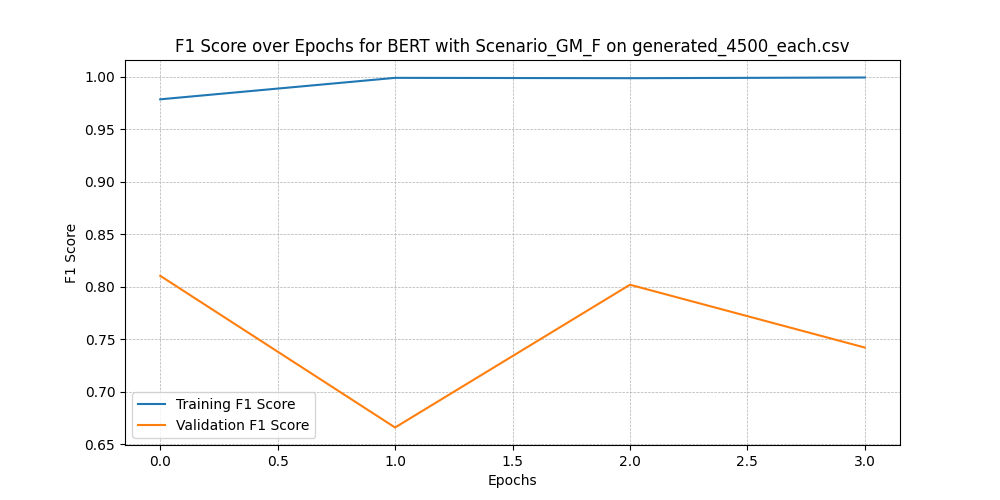 F1 Score over Epochs for BERT with Scenario_GM_F on generated_4500_each.csv
1.00
0.95
0.90
0.85
0.80
0.75
0.70
0.65
F1 Score
Training F1 Score
Validation F1 Score
0.0 0.5 1.0 1.5 2.0 2.5 3.0
Epochs